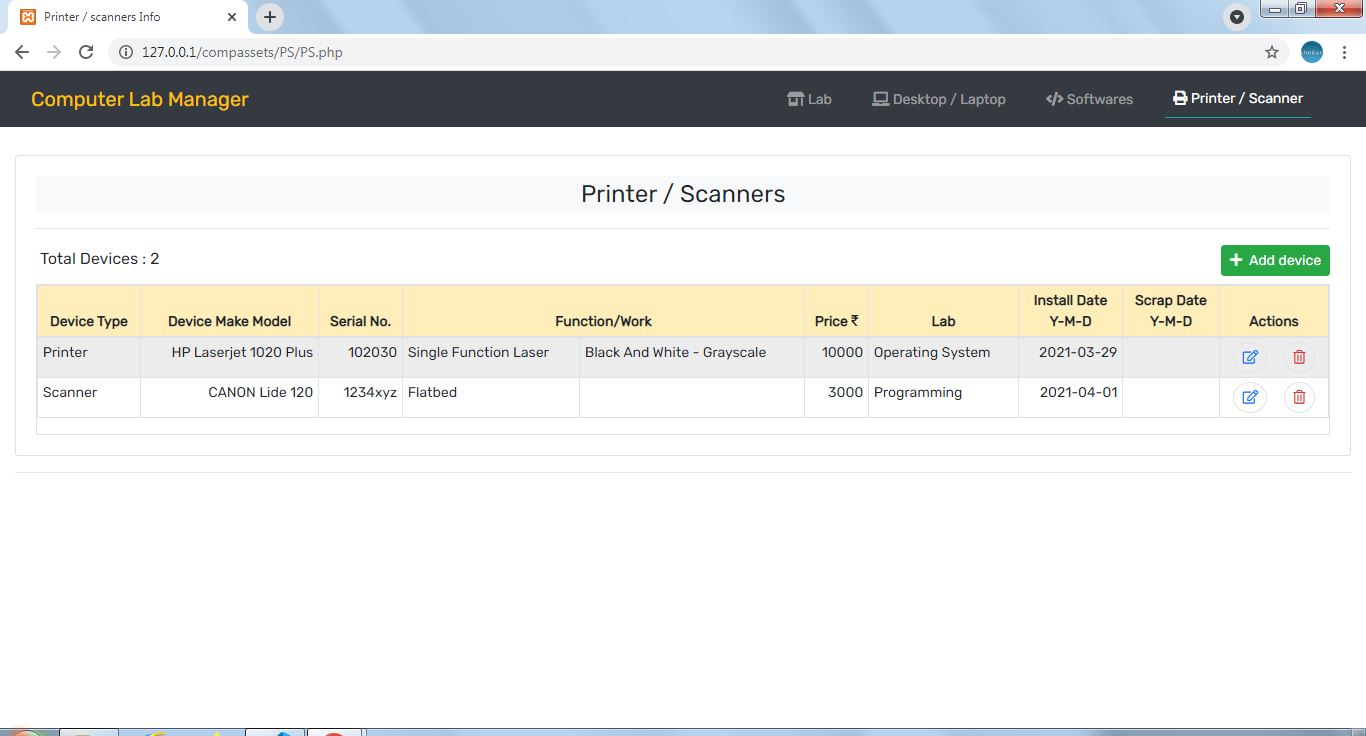 Printer / scanners Info
127.0.0.1/compassets/PS/PS.php
Computer Lab Manager
Lab
Desktop / Laptop
Softwares
Printer / Scanner
Printer / Scanners
Total Devices : 2
Add device
Device Type Device Make Model Serial No. Function/Work Price ₹ Lab Install Date Y-M-D Scrap Date Y-M-D Actions
Printer HP Laserjet 1020 Plus 102030 Single Function Laser Black And White - Grayscale 10000 Operating System 2021-03-29
Scanner CANON Lide 120 1234xyz Flatbed 3000 Programming 2021-04-01